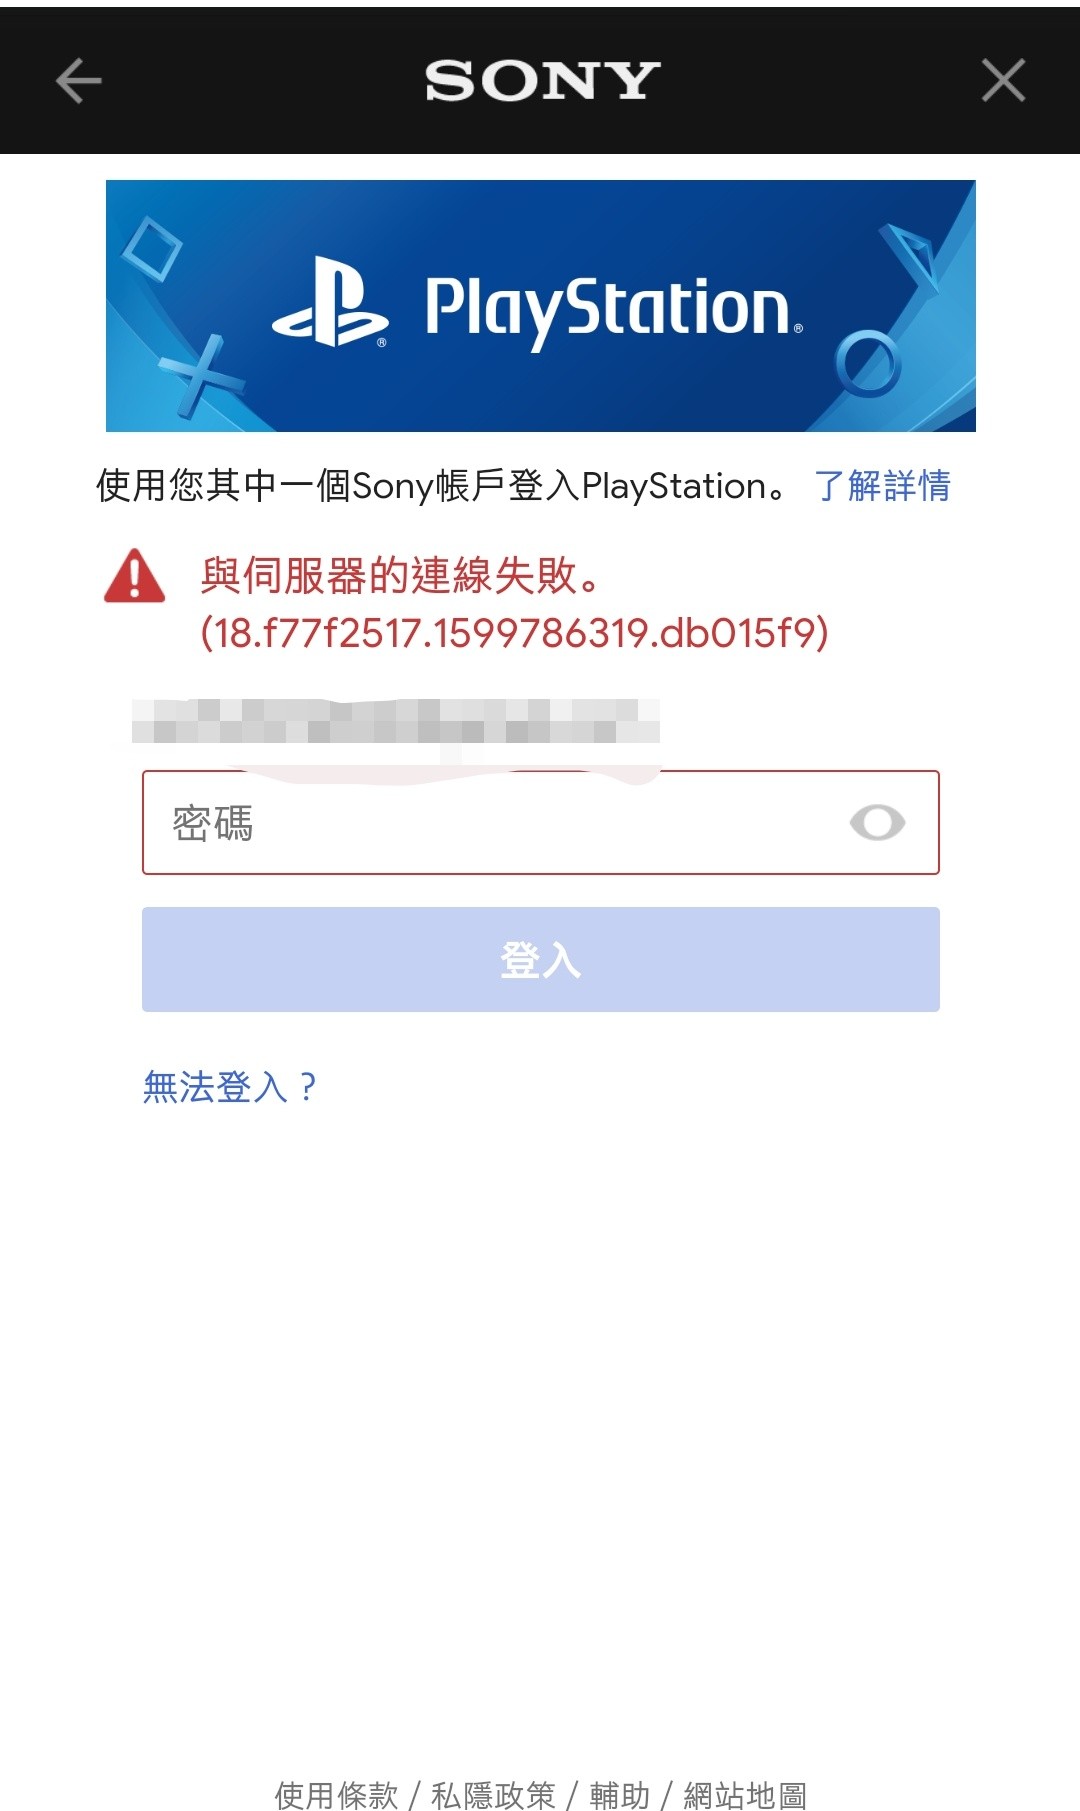 SONY
PlayStation®
使用您其中一個Sony帳戶登入PlayStation。 了解詳情
與伺服器的連線失敗。
(18.f77f2517.1599786319.db015f9)
密碼
登入
無法登入？
使用條款 / 私隱政策 / 輔助 / 網站地圖